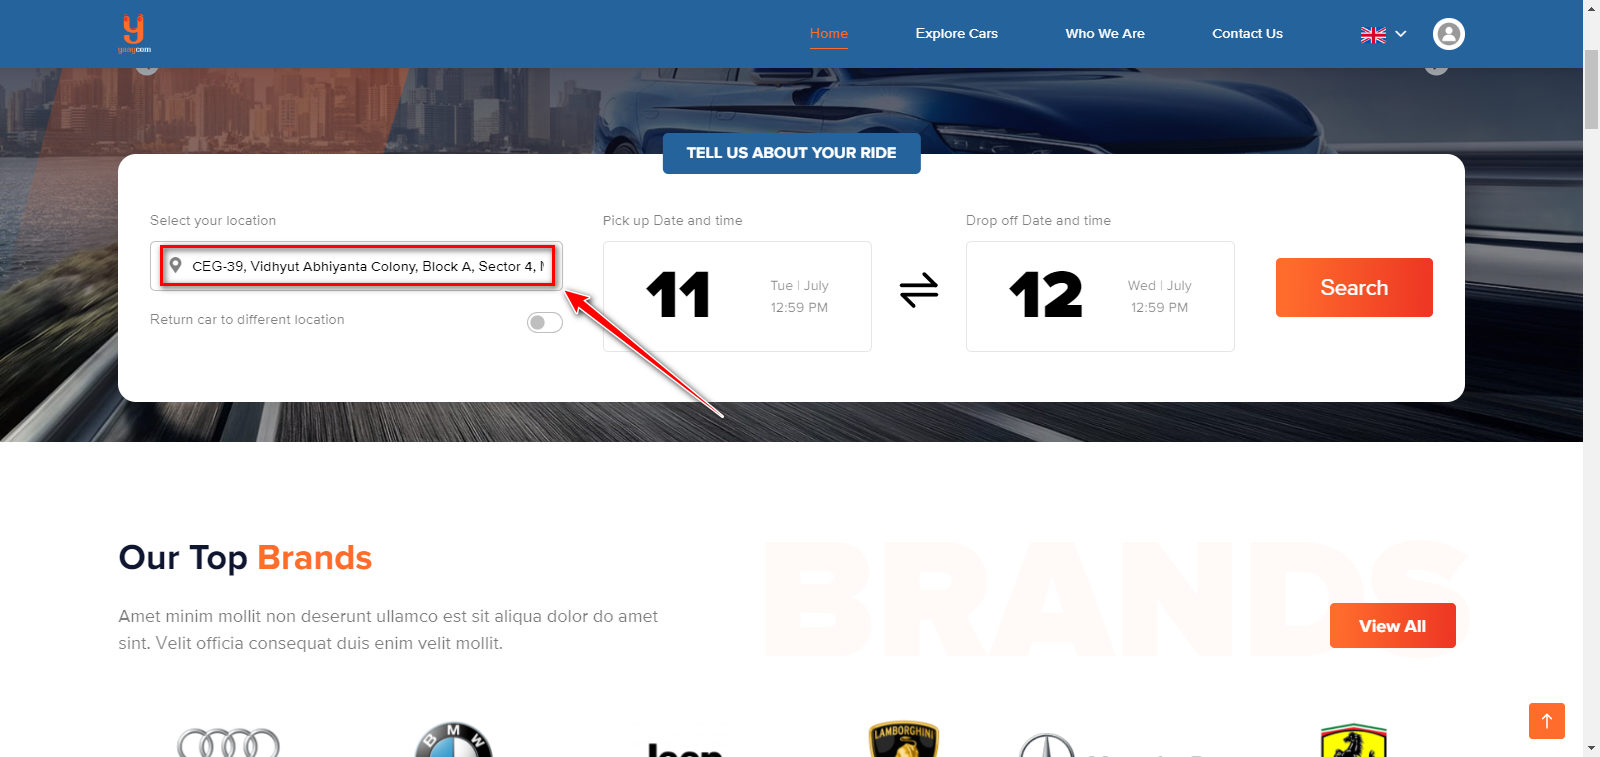 yaaycom
Home
Explore Cars
Who We Are
Contact Us
TELL US ABOUT YOUR RIDE
Select your location
Pick up Date and time
Drop off Date and time
CEG-39, Vidhyut Abhiyanta Colony, Block A, Sector 4,
11
Tue | July
12:59 PM
12
Wed | July
12:59 PM
Search
Return car to different location
Our Top Brands
BRANDS
Amet minim mollit non deserunt ullamco est sit aliqua dolor do amet
sint. Velit officia consequat duis enim velit mollit.
View All
BMW
Jeep
LAMBORGHINI